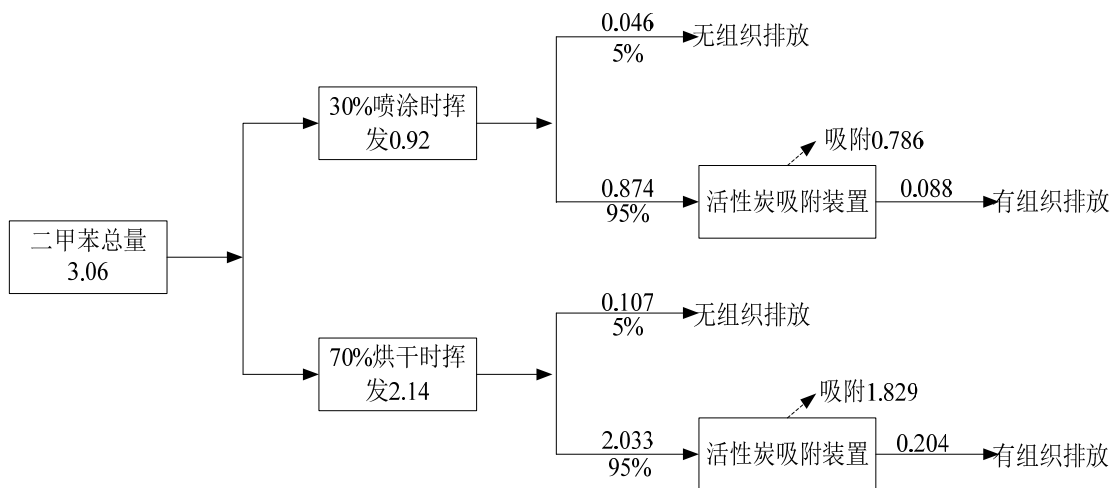 0.046
无组织排放
5%
30%喷涂时挥
发0.92
吸附0.786
0.874
95%
活性炭吸附装置
0.088
有组织排放
二甲苯总量
3.06
0.107
无组织排放
5%
70%烘干时挥
发2.14
吸附1.829
2.033
95%
活性炭吸附装置
0.204
有组织排放